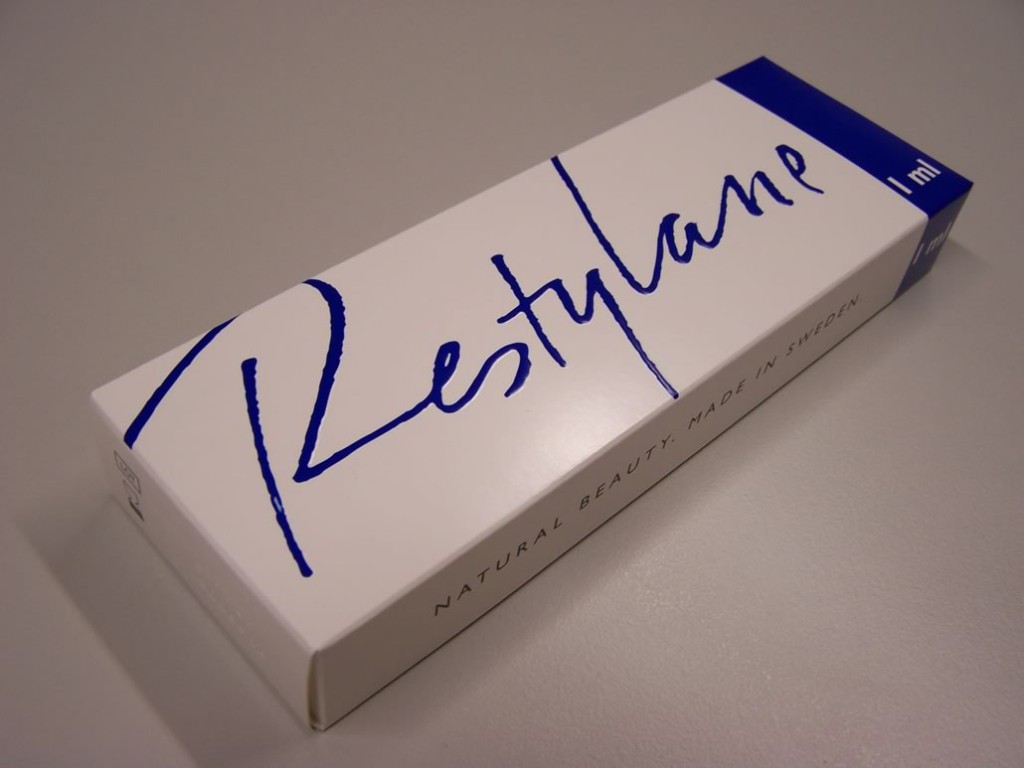 Restylane
1 ml
1 ml
NATURAL BEAUTY. MADE IN SWEDEN.